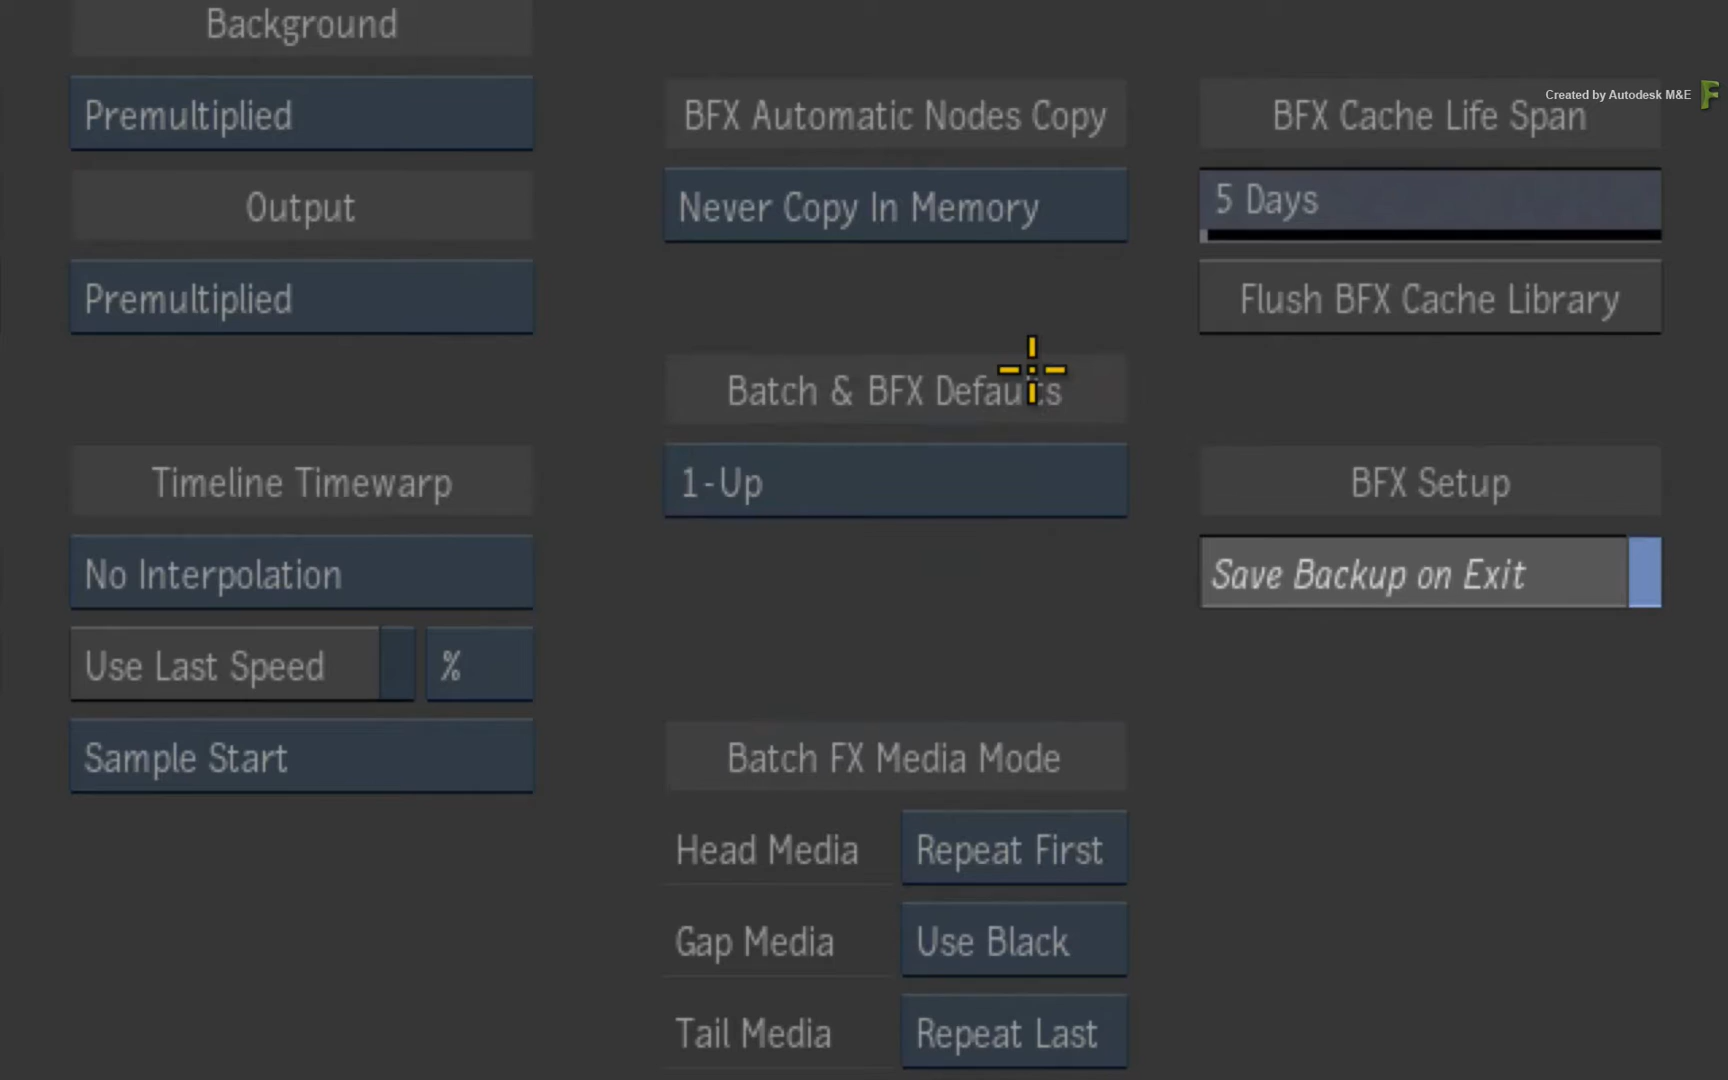 Background
Premultiplied
Output
Premultiplied
Timeline Timewarp
No Interpolation
Use Last Speed
%
Sample Start
BFX Automatic Nodes Copy
Never Copy In Memory
Batch & BFX Defaults
1-Up
Batch FX Media Mode
Head Media
Repeat First
Gap Media
Use Black
Tail Media
Repeat Last
Created by Autodesk M&E
BFX Cache Life Span
5 Days
Flush BFX Cache Library
BFX Setup
Save Backup on Exit